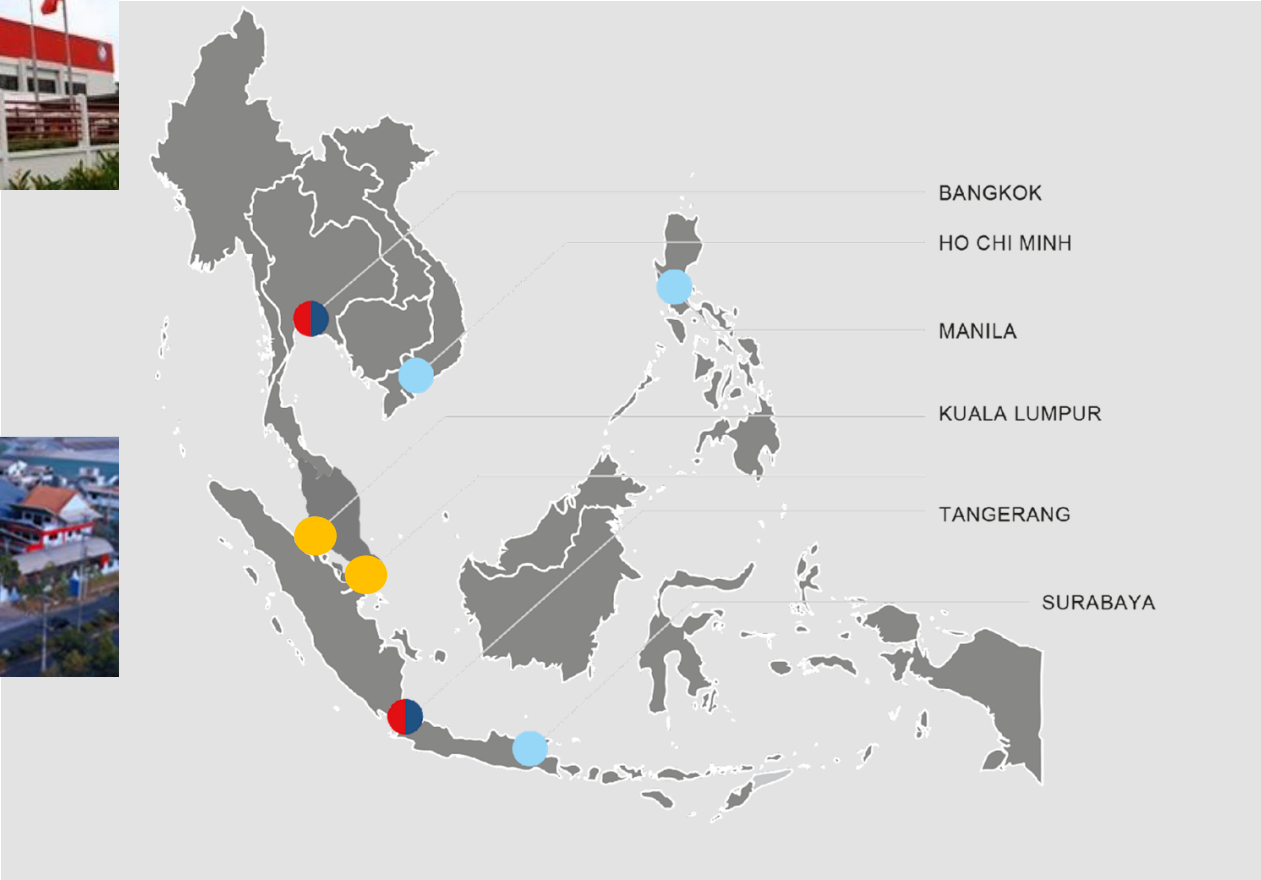 BANGKOK
HO CHI MINH
MANILA
KUALA LUMPUR
TANGERANG
SURABAYA